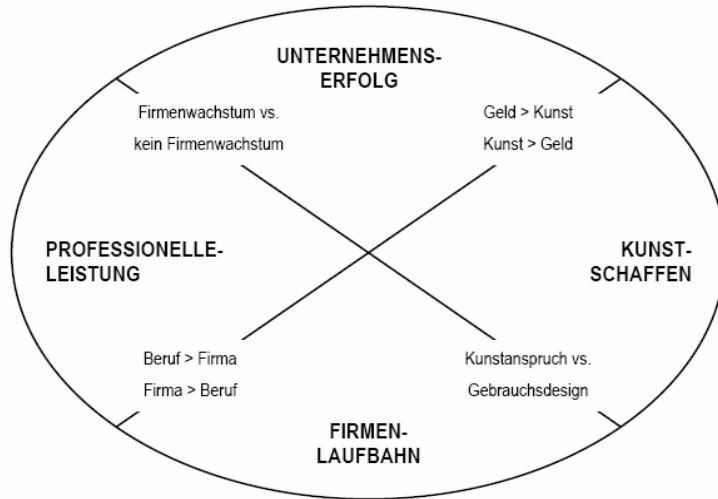 UNTERNEHMENS-
ERFOLG
Firmenwachstum vs.
kein Firmenwachstum
Geld > Kunst
Kunst > Geld
PROFESSIONELLE-
LEISTUNG
KUNST-
SCHAFFEN
Beruf > Firma
Firma > Beruf
Kunstanspruch vs.
Gebrauchsdesign
FIRMEN-
LAUFBAHN